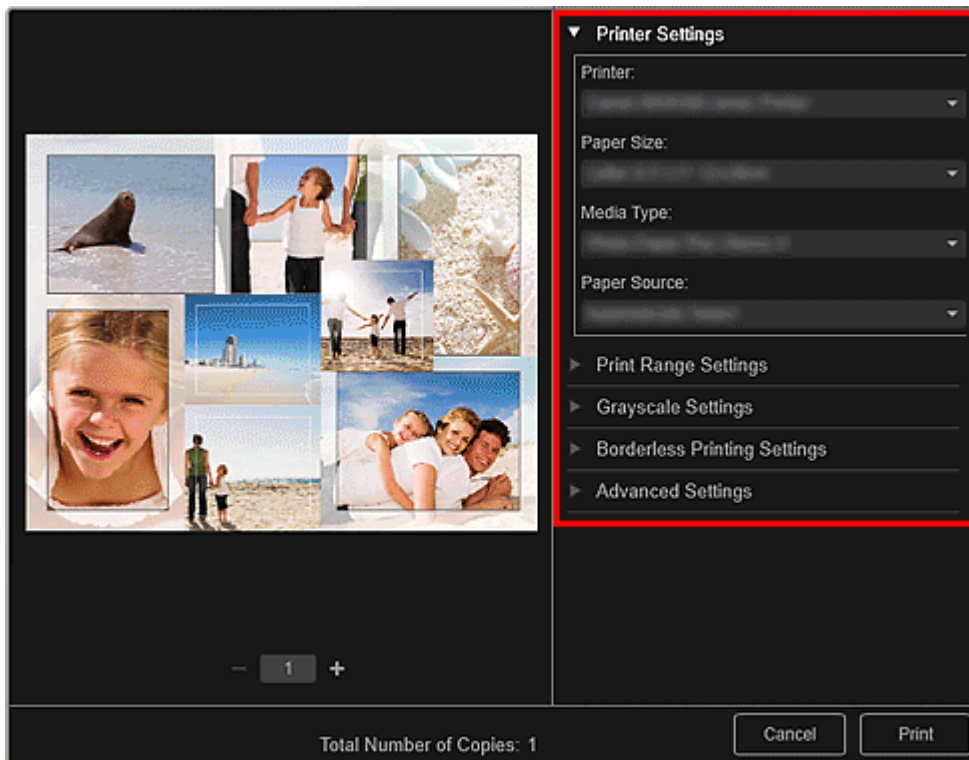 Printer Settings
Printer:
Paper Size:
Media Type:
Paper Source:
Print Range Settings
Grayscale Settings
Borderless Printing Settings
Advanced Settings
1
Total Number of Copies: 1
Cancel
Print